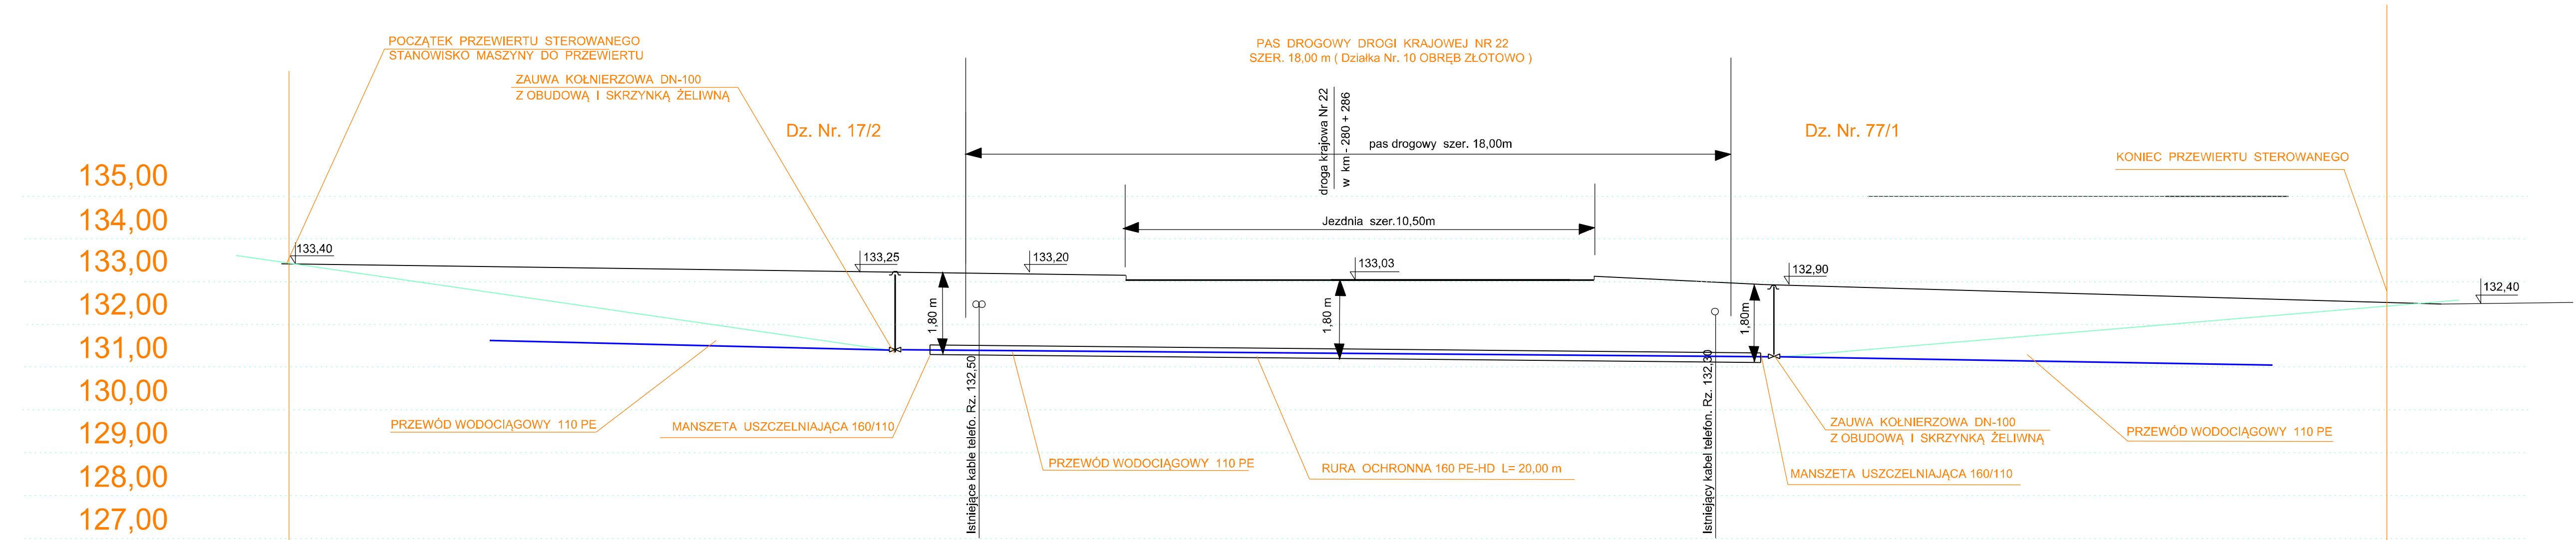 POCZĄTEK PRZEWIERTU STEROWANEGO
STANOWISKO MASZYNY DO PRZEWIERTU
ZAUWA KOŁNIERZOWA DN-100
Z OBUDOWĄ I SKRZYNKĄ ŻELIWNĄ
Dz. Nr. 17/2
PAS DROGOWY DROGI KRAJOWEJ NR 22
SZER. 18,00 m ( Działka Nr. 10 OBRĘB ZŁOTOWO )
droga krajowa Nr 22
w km - 280 + 286
pas drogowy szer. 18,00m
Jezdnia szer.10,50m
Dz. Nr. 77/1
KONIEC PRZEWIERTU STEROWANEGO
135,00
134,00
133,00
132,00
131,00
130,00
129,00
128,00
127,00
133,40
133,25
133,20
133,03
132,90
132,40
1,80 m
1,80 m
1,80m
Istniejące kable telefo. Rz. 132,50
Istniejący kabel telefon. Rz. 132,30
PRZEWÓD WODOCIĄGOWY 110 PE
MANSZETA USZCZELNIAJĄCA 160/110
PRZEWÓD WODOCIĄGOWY 110 PE
RURA OCHRONNA 160 PE-HD L= 20,00 m
ZAUWA KOŁNIERZOWA DN-100
Z OBUDOWĄ I SKRZYNKĄ ŻELIWNĄ
MANSZETA USZCZELNIAJĄCA 160/110
PRZEWÓD WODOCIĄGOWY 110 PE